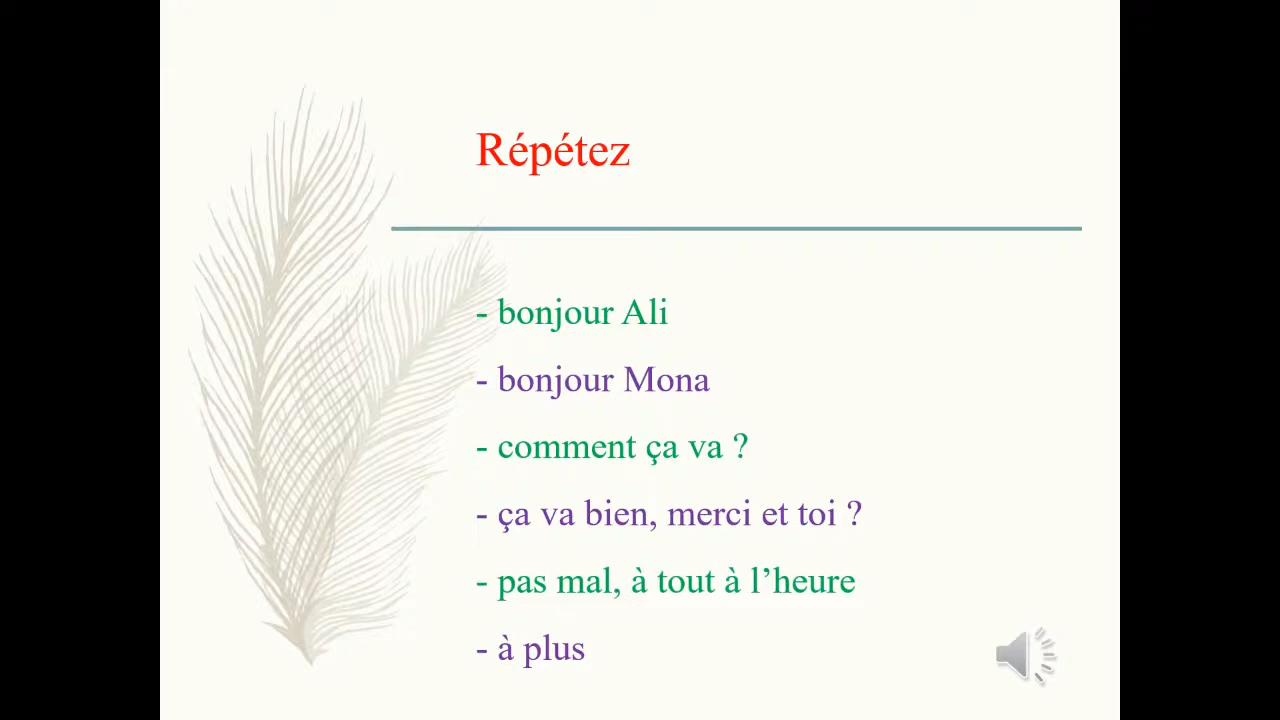 Répétez
- bonjour Ali
- bonjour Mona
- comment ça va ?
- ça va bien, merci et toi ?
- pas mal, à tout à l’heure
- à plus